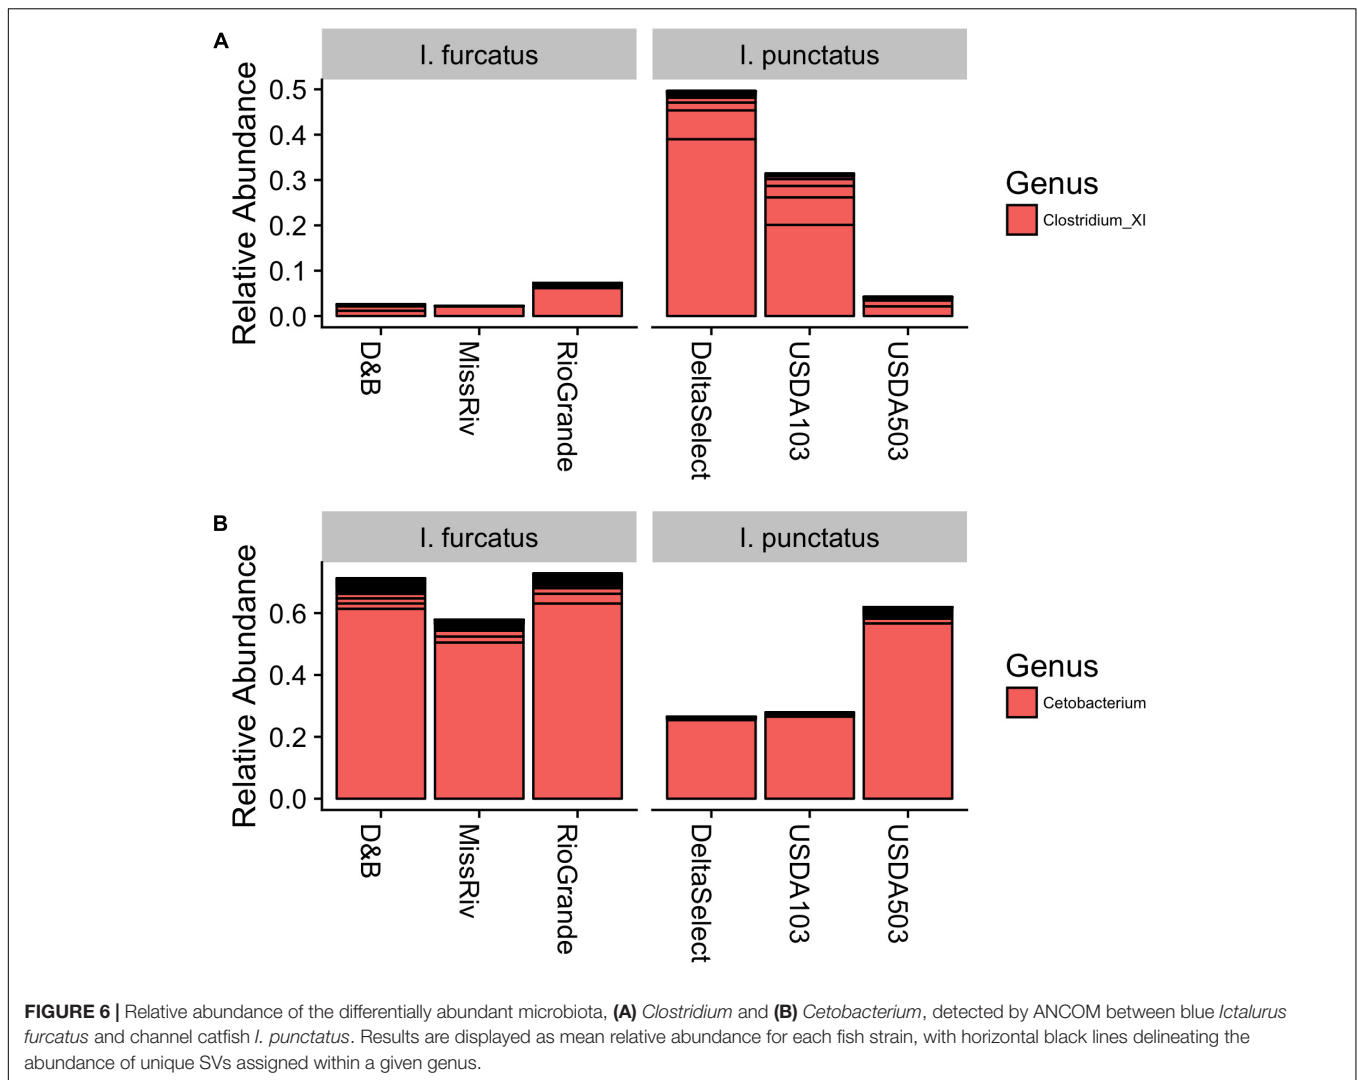 A
I. furcatus
I. punctatus
Relative Abundance
0.5
0.4
0.3
0.2
0.1
0.0
D&B
MissRiv
RioGrande
DeltaSelect
USDA103
USDA503
Genus
Clostridium_XI
B
I. furcatus
I. punctatus
Relative Abundance
0.6
0.4
0.2
0.0
D&B
MissRiv
RioGrande
DeltaSelect
USDA103
USDA503
Genus
Cetobacterium
FIGURE 6 | Relative abundance of the differentially abundant microbiota, (A) Clostridium and (B) Cetobacterium, detected by ANCOM between blue Ictalurus
furcatus and channel catfish I. punctatus. Results are displayed as mean relative abundance for each fish strain, with horizontal black lines delineating the
abundance of unique SVs assigned within a given genus.